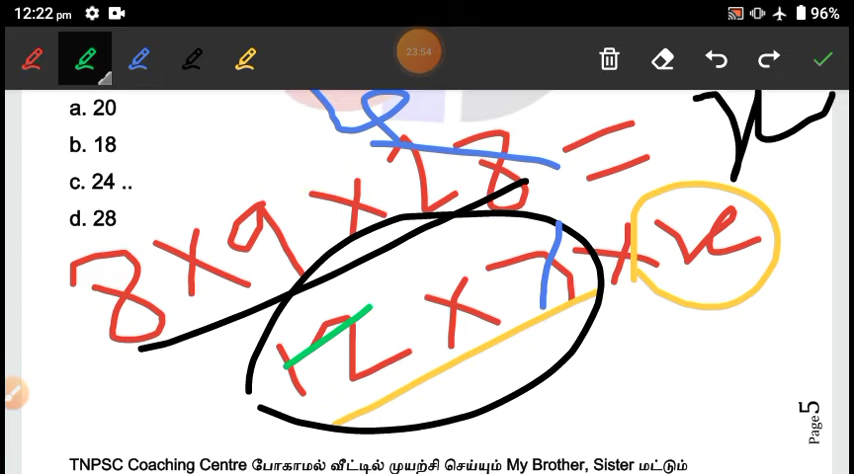 12:22 pm
96%
23:54
a. 20
b. 18
c. 24 ..
d. 28
8 x 9 x 28 =
12 x 7 x
Page 5
TNPSC Coaching Centre போகாமல் வீட்டில் முயற்சி செய்யும் My Brother, Sister மட்டும்